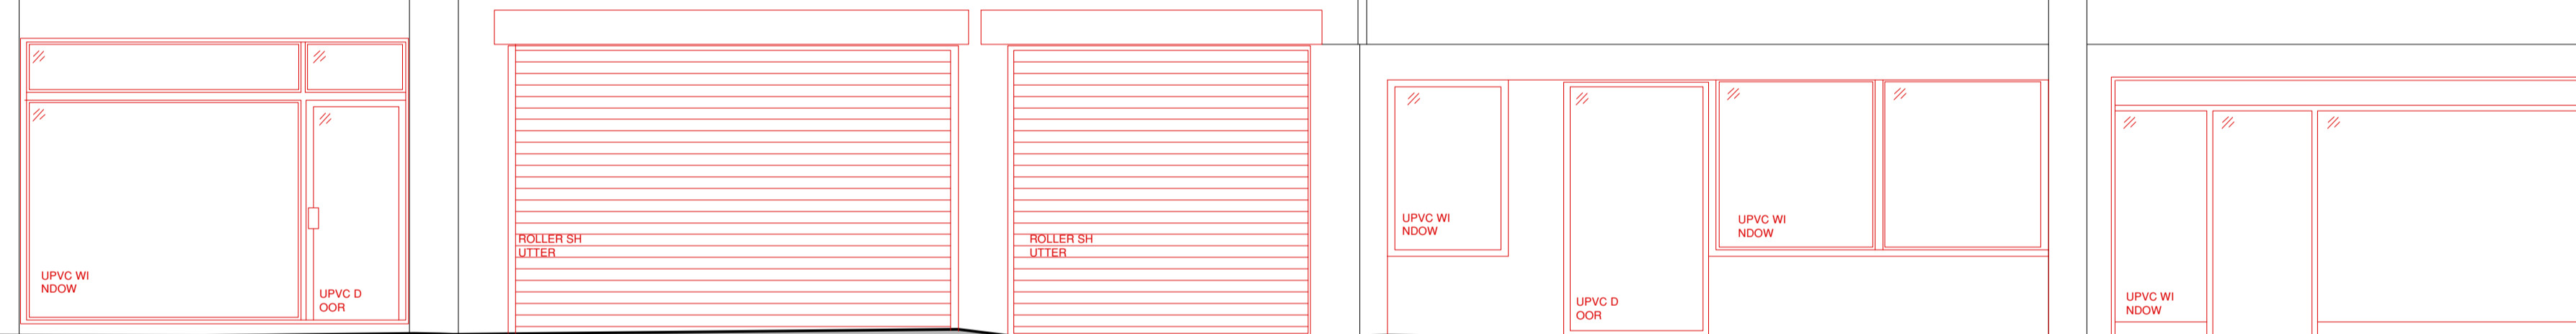 UPVC WI
NDOW
UPVC D
OOR
ROLLER SH
UTTER
ROLLER SH
UTTER
UPVC WI
NDOW
UPVC D
OOR
UPVC WI
NDOW
UPVC WI
NDOW